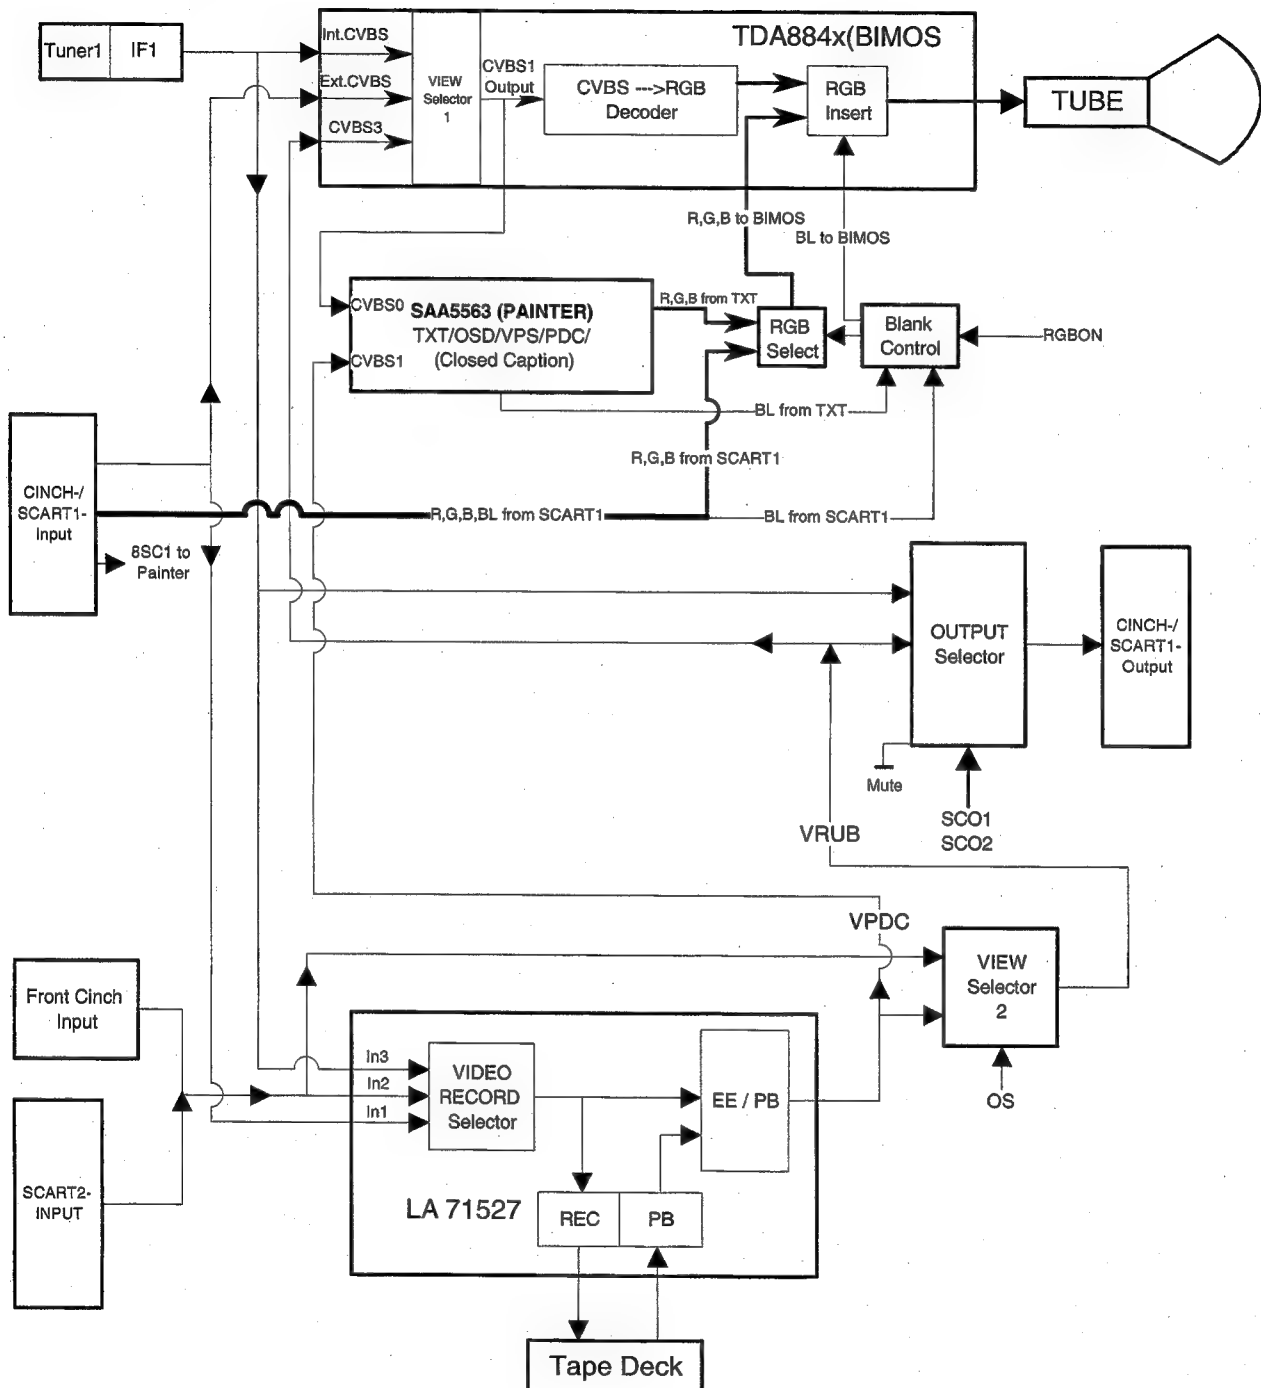 Tuner1
IF1
Int.CVBS
Ext.CVBS
CVBS3
VIEW
Selector
1
CVBS1
Output
TDA884x(BIMOS
CVBS --->RGB
Decoder
RGB
Insert
TUBE
R,G,B to BIMOS
BL to BIMOS
CVBS0
CVBS1
SAA5563 (PAINTER)
TXT/OSD/VPS/PDC/
(Closed Caption)
R,G,B from TXT
RGB
Select
Blank
Control
RGBON
BL from TXT
R,G,B from SCART1
CINCH-/
SCART1-
Input
R,G,B,BL from SCART1
BL from SCART1
8SC1 to
Painter
OUTPUT
Selector
CINCH-/
SCART1-
Output
Mute
SCO1
SCO2
VRUB
VPDC
VIEW
Selector
2
OS
Front Cinch
Input
In3
In2
In1
VIDEO
RECORD
Selector
EE / PB
SCART2-
INPUT
LA 71527
REC
PB
Tape Deck